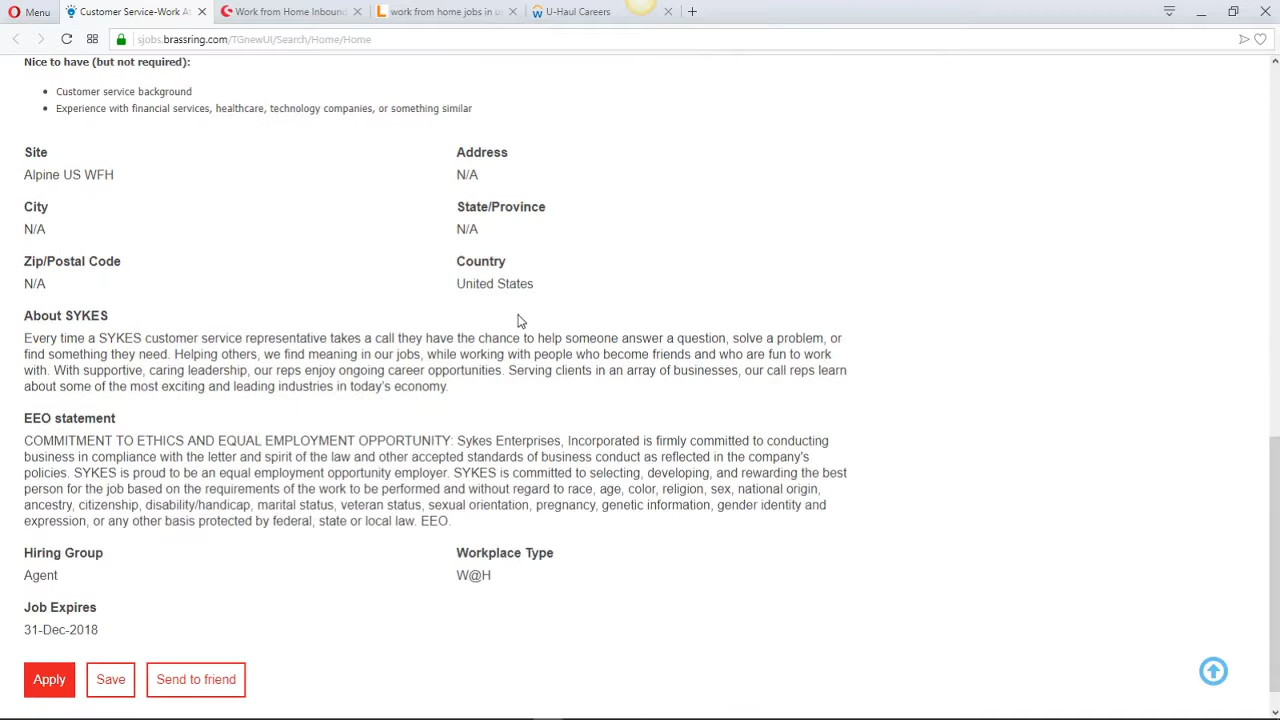 Menu
Customer Service-Work A
Work from Home Inbound
work from home jobs in us
U-Haul Careers
sjobs.brassring.com/TGnewUI/Search/Home/Home
Nice to have (but not required):
Customer service background
Experience with financial services, healthcare, technology companies, or something similar
Site
Alpine US WFH
Address
N/A
City
N/A
State/Province
N/A
Zip/Postal Code
N/A
Country
United States
About SYKES
Every time a SYKES customer service representative takes a call they have the chance to help someone answer a question, solve a problem, or
find something they need. Helping others, we find meaning in our jobs, while working with people who become friends and who are fun to work
with. With supportive, caring leadership, our reps enjoy ongoing career opportunities. Serving clients in an array of businesses, our call reps learn
about some of the most exciting and leading industries in today's economy.
EEO statement
COMMITMENT TO ETHICS AND EQUAL EMPLOYMENT OPPORTUNITY: Sykes Enterprises, Incorporated is firmly committed to conducting
business in compliance with the letter and spirit of the law and other accepted standards of business conduct as reflected in the company's
policies. SYKES is proud to be an equal employment opportunity employer. SYKES is committed to selecting, developing, and rewarding the best
person for the job based on the requirements of the work to be performed and without regard to race, age, color, religion, sex, national origin,
ancestry, citizenship, disability/handicap, marital status, veteran status, sexual orientation, pregnancy, genetic information, gender identity and
expression, or any other basis protected by federal, state or local law. EEO.
Hiring Group
Agent
Workplace Type
W@H
Job Expires
31-Dec-2018
Apply
Save
Send to friend